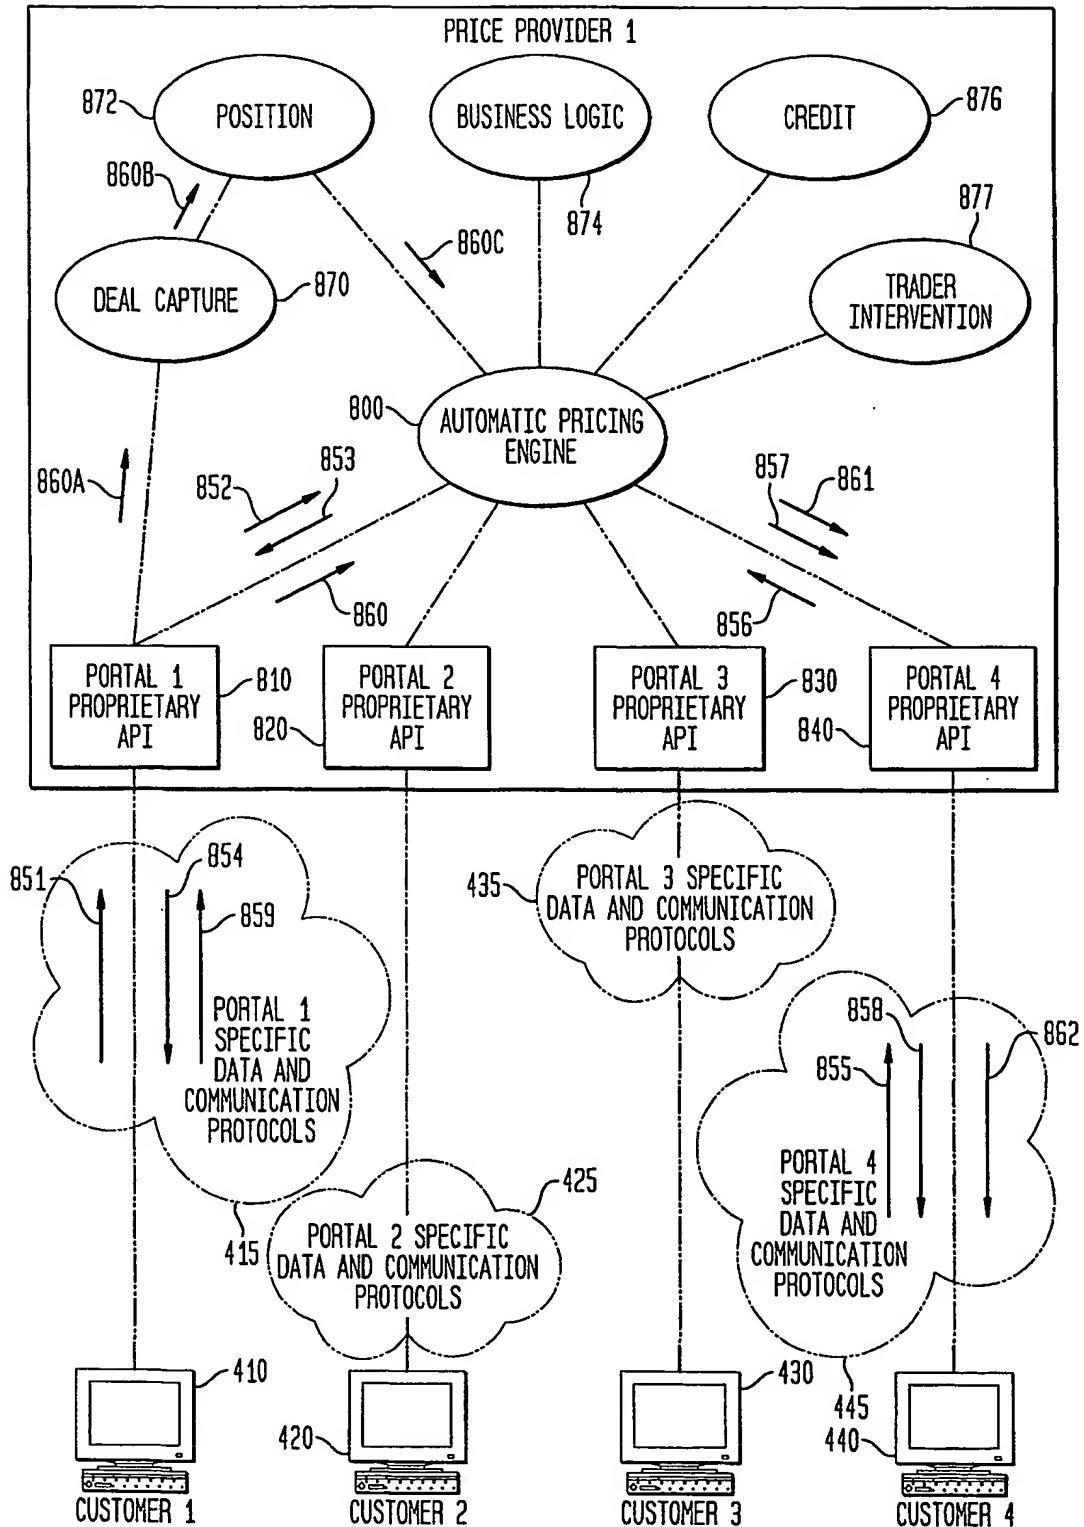 PRICE PROVIDER 1
872
POSITION
BUSINESS LOGIC
CREDIT
876
860B
874
877
860C
DEAL CAPTURE
870
TRADER
INTERVENTION
800
AUTOMATIC PRICING
ENGINE
860A
852
853
857
861
860
856
PORTAL 1
PROPRIETARY
API
810
PORTAL 2
PROPRIETARY
API
820
PORTAL 3
PROPRIETARY
API
830
PORTAL 4
PROPRIETARY
API
840
851
854
859
PORTAL 1
SPECIFIC
DATA AND
COMMUNICATION
PROTOCOLS
415
435
PORTAL 3 SPECIFIC
DATA AND COMMUNICATION
PROTOCOLS
858
862
855
PORTAL 4
SPECIFIC
DATA AND
COMMUNICATION
PROTOCOLS
445
425
PORTAL 2 SPECIFIC
DATA AND COMMUNICATION
PROTOCOLS
410
420
430
440
CUSTOMER 1
CUSTOMER 2
CUSTOMER 3
CUSTOMER 4